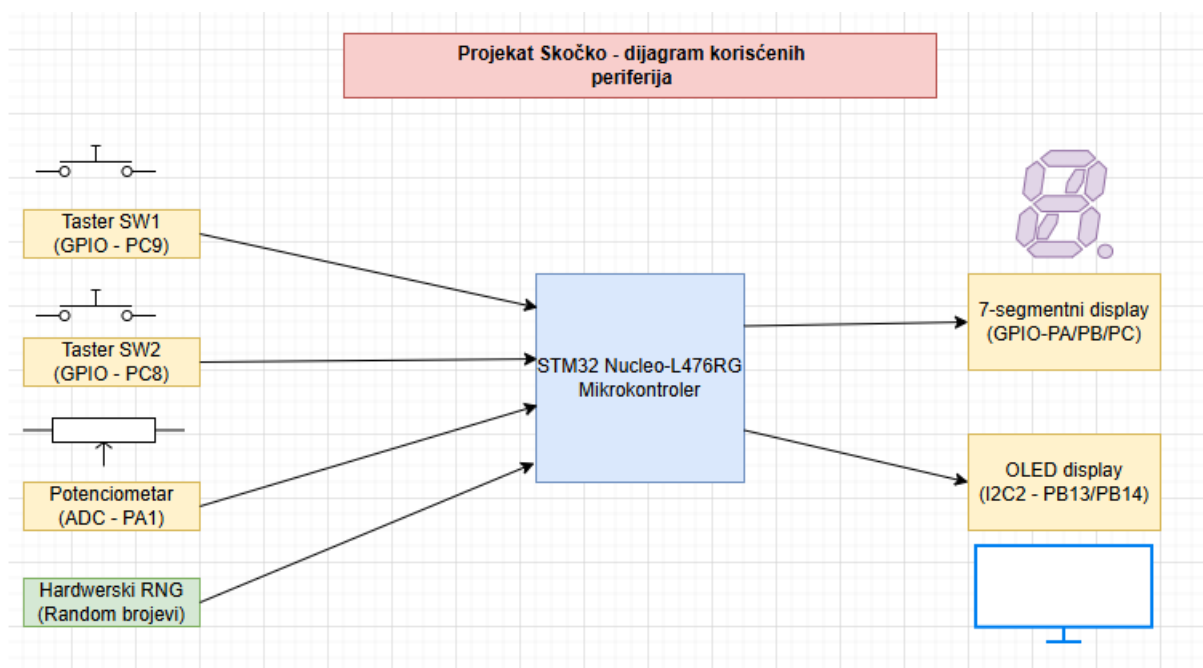 Projekat Skočko - dijagram korisćenih
periferija
Taster SW1
(GPIO - PC9)
Taster SW2
(GPIO - PC8)
Potenciometar
(ADC - PA1)
Hardwerski RNG
(Random brojevi)
STM32 Nucleo-L476RG
Mikrokontroler
7-segmentni display
(GPIO-PA/PB/PC)
OLED display
(I2C2 - PB13/PB14)